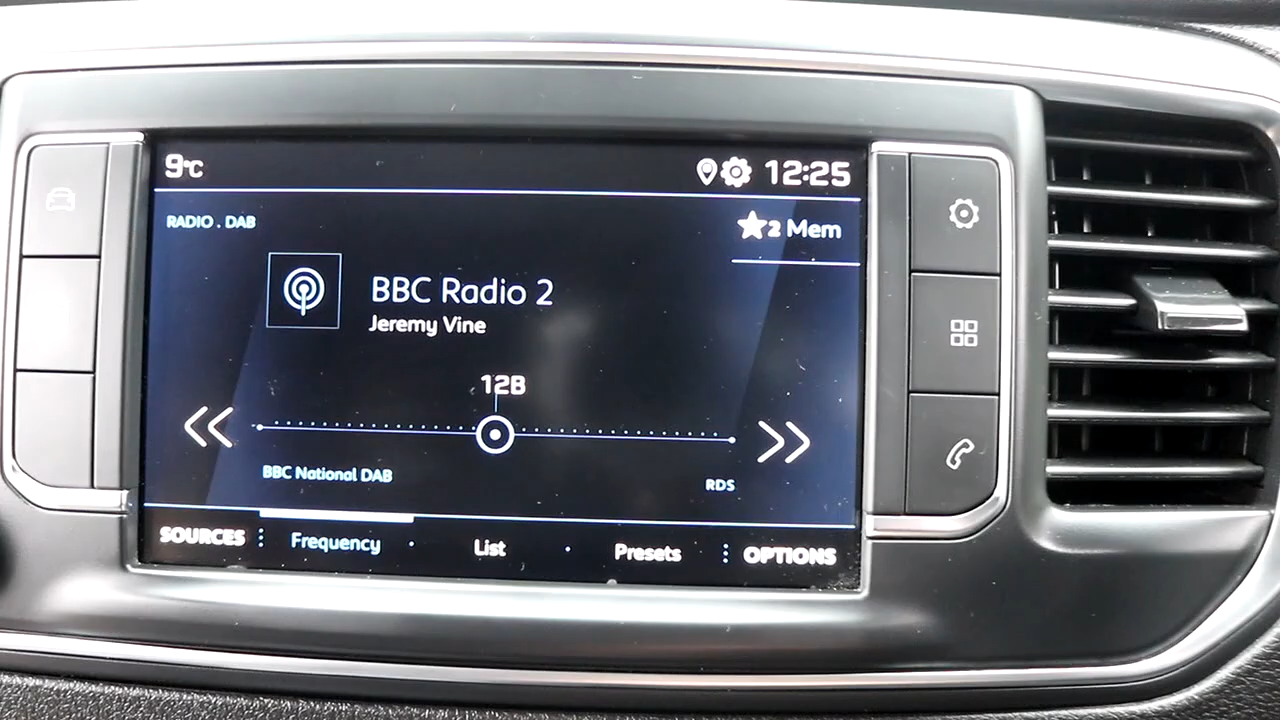 9°C
12:25
RADIO . DAB
2 Mem
BBC Radio 2
Jeremy Vine
12B
BBC National DAB
RDS
SOURCES Frequency List Presets OPTIONS